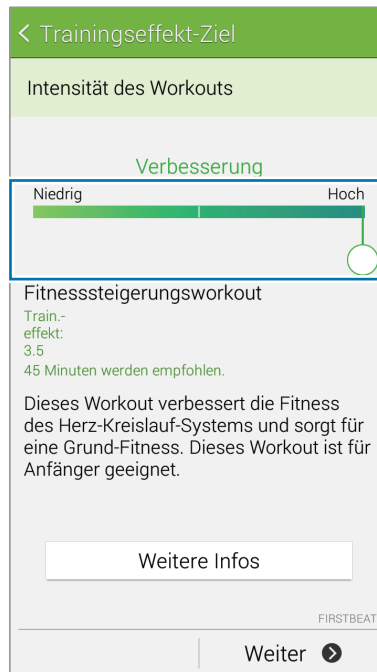 Trainingseffekt-Ziel
Intensität des Workouts
Verbesserung
Niedrig Hoch
Fitnesssteigerungsworkout
Train.-
effekt:
3.5
45 Minuten werden empfohlen.
Dieses Workout verbessert die Fitness
des Herz-Kreislauf-Systems und sorgt für
eine Grund-Fitness. Dieses Workout ist für
Anfänger geeignet.
Weitere Infos
FIRSTBEAT
Weiter